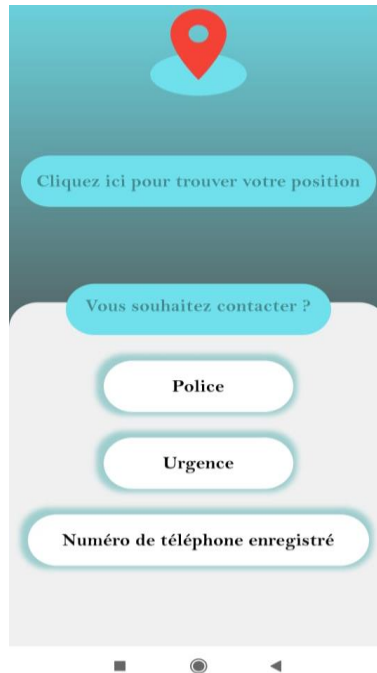 Cliquez ici pour trouver votre position
Vous souhaitez contacter ?
Police
Urgence
Numéro de téléphone enregistré